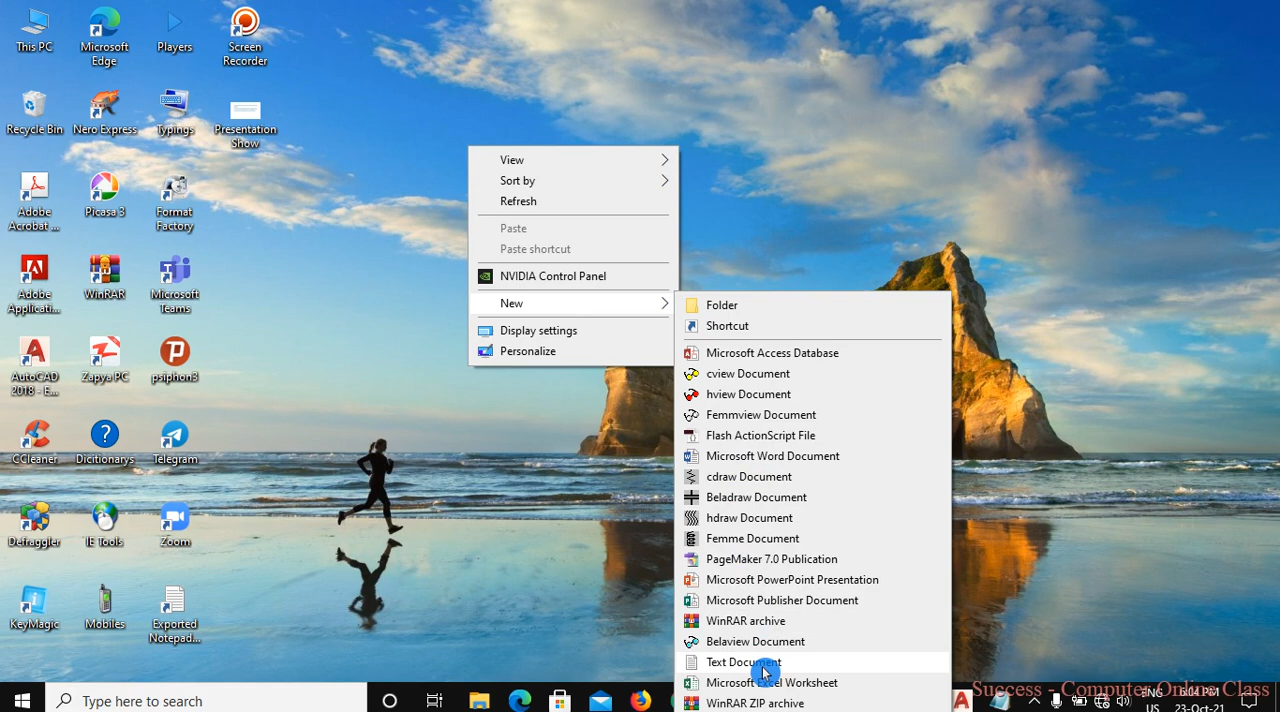 This PC
Microsoft
Edge
Players
Screen
Recorder
Recycle Bin
Nero Express
Typings
Presentation
Show
Adobe
Acrobat ...
Picasa 3
Format
Factory
Adobe
Applicati...
WinRAR
Microsoft
Teams
AutoCAD
2018 - E...
Zapya PC
psiphon3
CCleaner
Dicitionarys
Telegram
Defraggler
IE Tools
Zoom
KeyMagic
Mobiles
Exported
Notepad...
View
Sort by
Refresh
Paste
Paste shortcut
NVIDIA Control Panel
New
Display settings
Personalize
Folder
Shortcut
Microsoft Access Database
cview Document
hview Document
Femmview Document
Flash ActionScript File
Microsoft Word Document
cdraw Document
Beladraw Document
hdraw Document
Femme Document
PageMaker 7.0 Publication
Microsoft PowerPoint Presentation
Microsoft Publisher Document
WinRAR archive
Belaview Document
Text Document
Microsoft Excel Worksheet
WinRAR ZIP archive
Type here to search
Success - Computer Online Class
ENG
US
6:04 PM
23-Oct-21